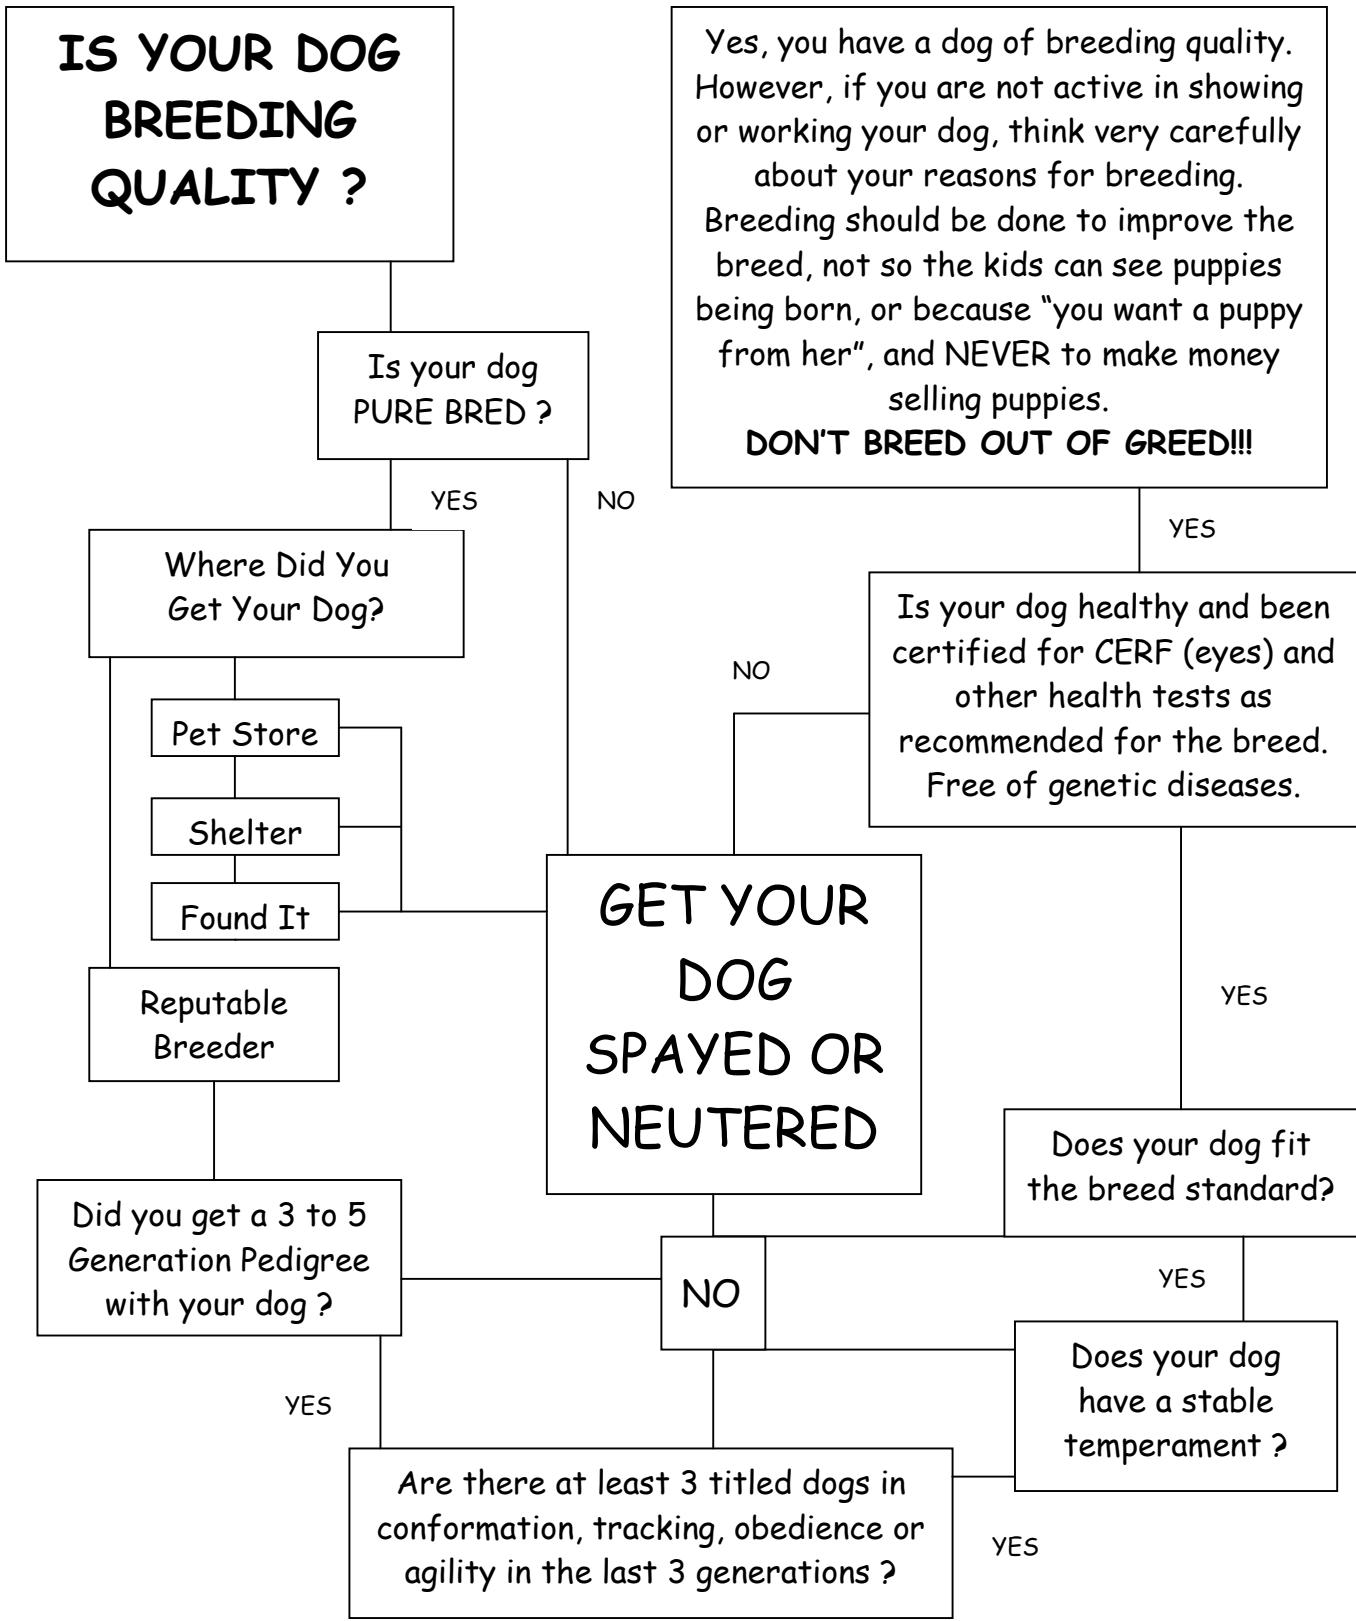 IS YOUR DOG
BREEDING
QUALITY ?
Yes, you have a dog of breeding quality.
However, if you are not active in showing
or working your dog, think very carefully
about your reasons for breeding.
Breeding should be done to improve the
breed, not so the kids can see puppies
being born, or because “you want a puppy
from her”, and NEVER to make money
selling puppies.
DON’T BREED OUT OF GREED!!!
Is your dog
PURE BRED ?
YES
NO
YES
Where Did You
Get Your Dog?
Is your dog healthy and been
certified for CERF (eyes) and
other health tests as
recommended for the breed.
Free of genetic diseases.
NO
Pet Store
Shelter
Found It
Reputable
Breeder
GET YOUR
DOG
SPAYED OR
NEUTERED
YES
Does your dog fit
the breed standard?
Did you get a 3 to 5
Generation Pedigree
with your dog ?
NO
YES
Does your dog
have a stable
temperament ?
YES
Are there at least 3 titled dogs in
conformation, tracking, obedience or
agility in the last 3 generations ?
YES